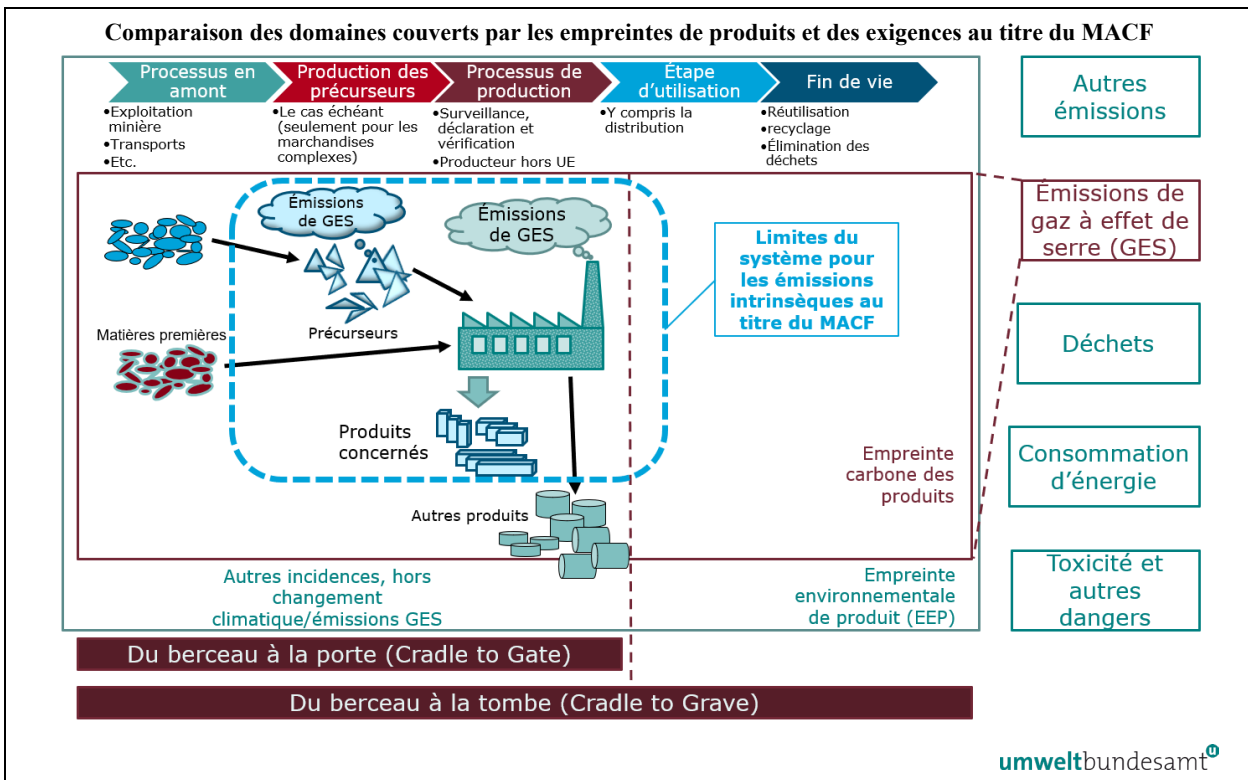 Comparaison des domaines couverts par les empreintes de produits et des exigences au titre du MACF
Processus en
amont
Production des
précurseurs
Processus de
production
Étape
d'utilisation
Fin de vie
•Exploitation
minière
•Transports
•Etc.
•Le cas échéant
(seulement pour les
marchandises
complexes)
•Surveillance,
déclaration et
vérification
•Producteur hors UE
•Y compris la
distribution
•Réutilisation
•recyclage
•Élimination des
déchets
Autres
émissions
Émissions de
gaz à effet de
serre (GES)
Déchets
Consommation
d'énergie
Toxicité et
autres
dangers
Émissions
de GES
Émissions
de GES
Limites du
système pour
les émissions
intrinsèques au
titre du MACF
Précurseurs
Matières premières
Produits
concernés
Autres produits
Empreinte
carbone des
produits
Autres incidences, hors
changement
climatique/émissions GES
Empreinte
environnementale
de produit (EEP)
Du berceau à la porte (Cradle to Gate)
Du berceau à la tombe (Cradle to Grave)
umweltbundesamt u